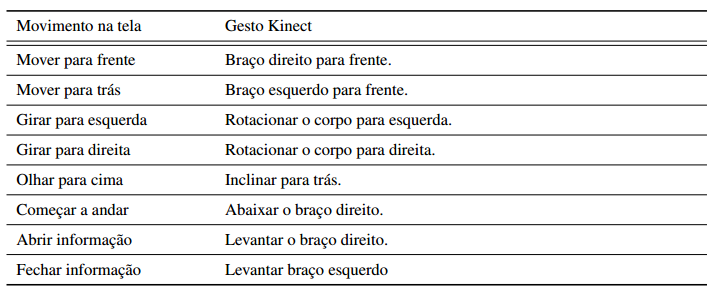 Movimento na tela Gesto Kinect
Mover para frente Braço direito para frente.
Mover para trás Braço esquerdo para frente.
Girar para esquerda Rotacionar o corpo para esquerda.
Girar para direita Rotacionar o corpo para direita.
Olhar para cima Inclinar para trás.
Começar a andar Abaixar o braço direito.
Abrir informação Levantar o braço direito.
Fechar informação Levantar braço esquerdo